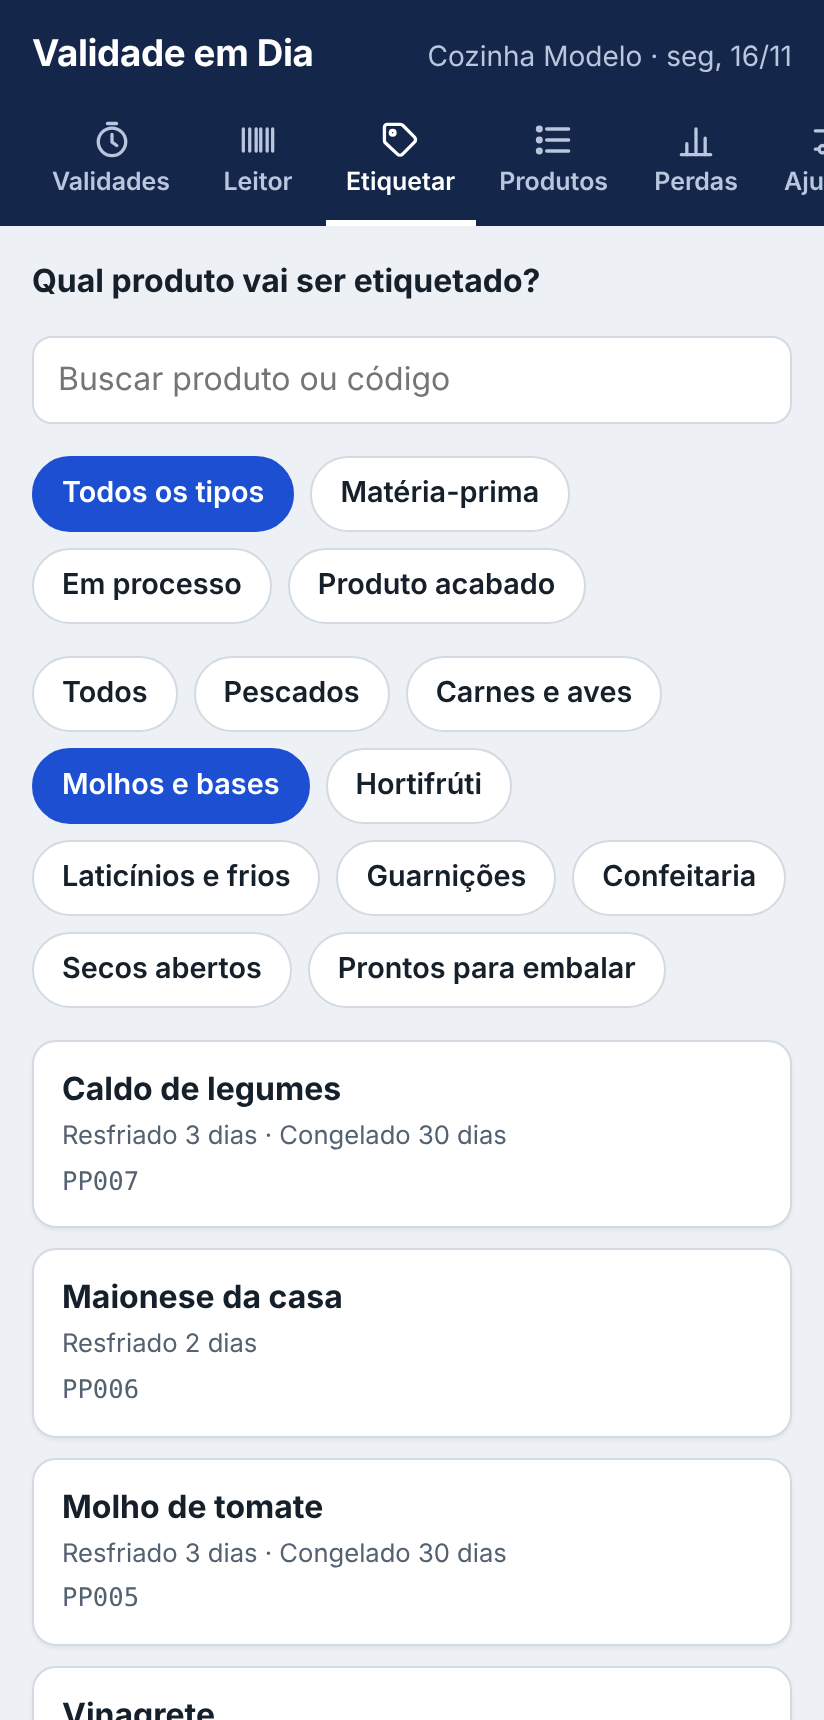 Validade em Dia
Cozinha Modelo · seg, 16/11
Validades Leitor Etiquetar Produtos Perdas Aju
Qual produto vai ser etiquetado?
Buscar produto ou código
Todos os tipos Matéria-prima
Em processo Produto acabado
Todos Pescados Carnes e aves
Molhos e bases Hortifrúti
Laticínios e frios Guarnições Confeitaria
Secos abertos Prontos para embalar
Caldo de legumes
Resfriado 3 dias · Congelado 30 dias
PP007
Maionese da casa
Resfriado 2 dias
PP006
Molho de tomate
Resfriado 3 dias · Congelado 30 dias
PP005
Vinagrete